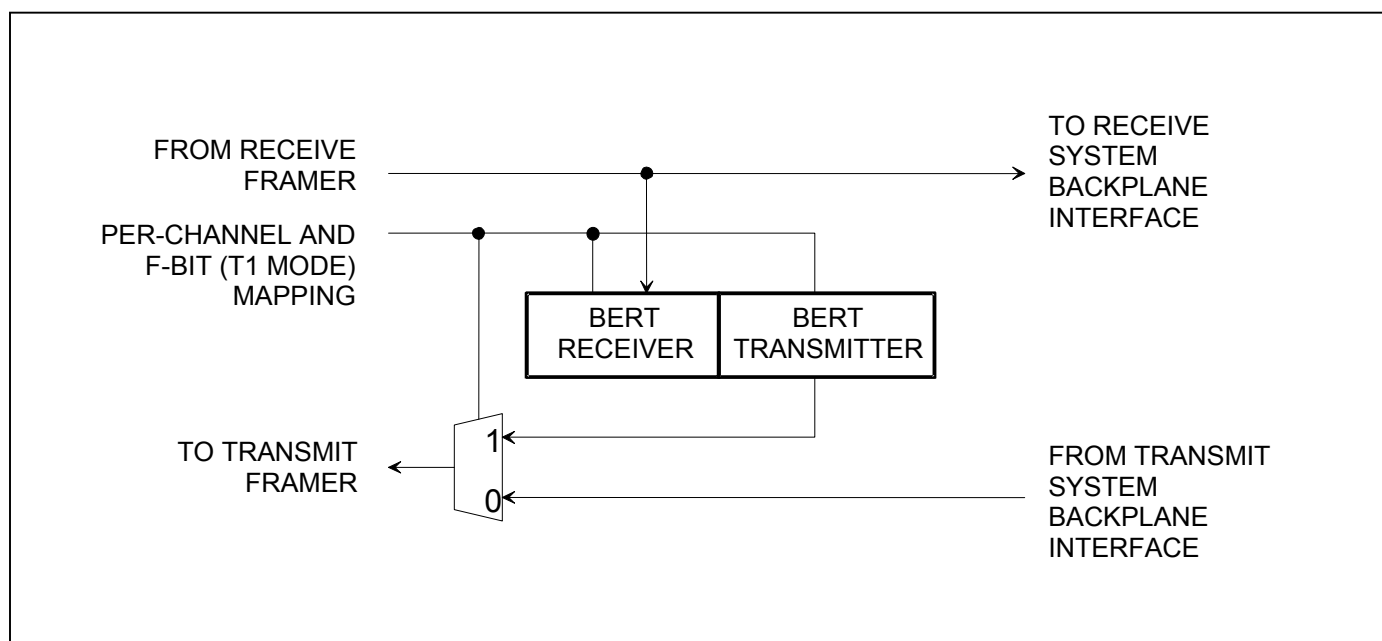 FROM RECEIVE
FRAMER
TO RECEIVE
SYSTEM
BACKPLANE
INTERFACE
PER-CHANNEL AND
F-BIT (T1 MODE)
MAPPING
BERT
RECEIVER
BERT
TRANSMITTER
1
0
TO TRANSMIT
FRAMER
FROM TRANSMIT
SYSTEM
BACKPLANE
INTERFACE